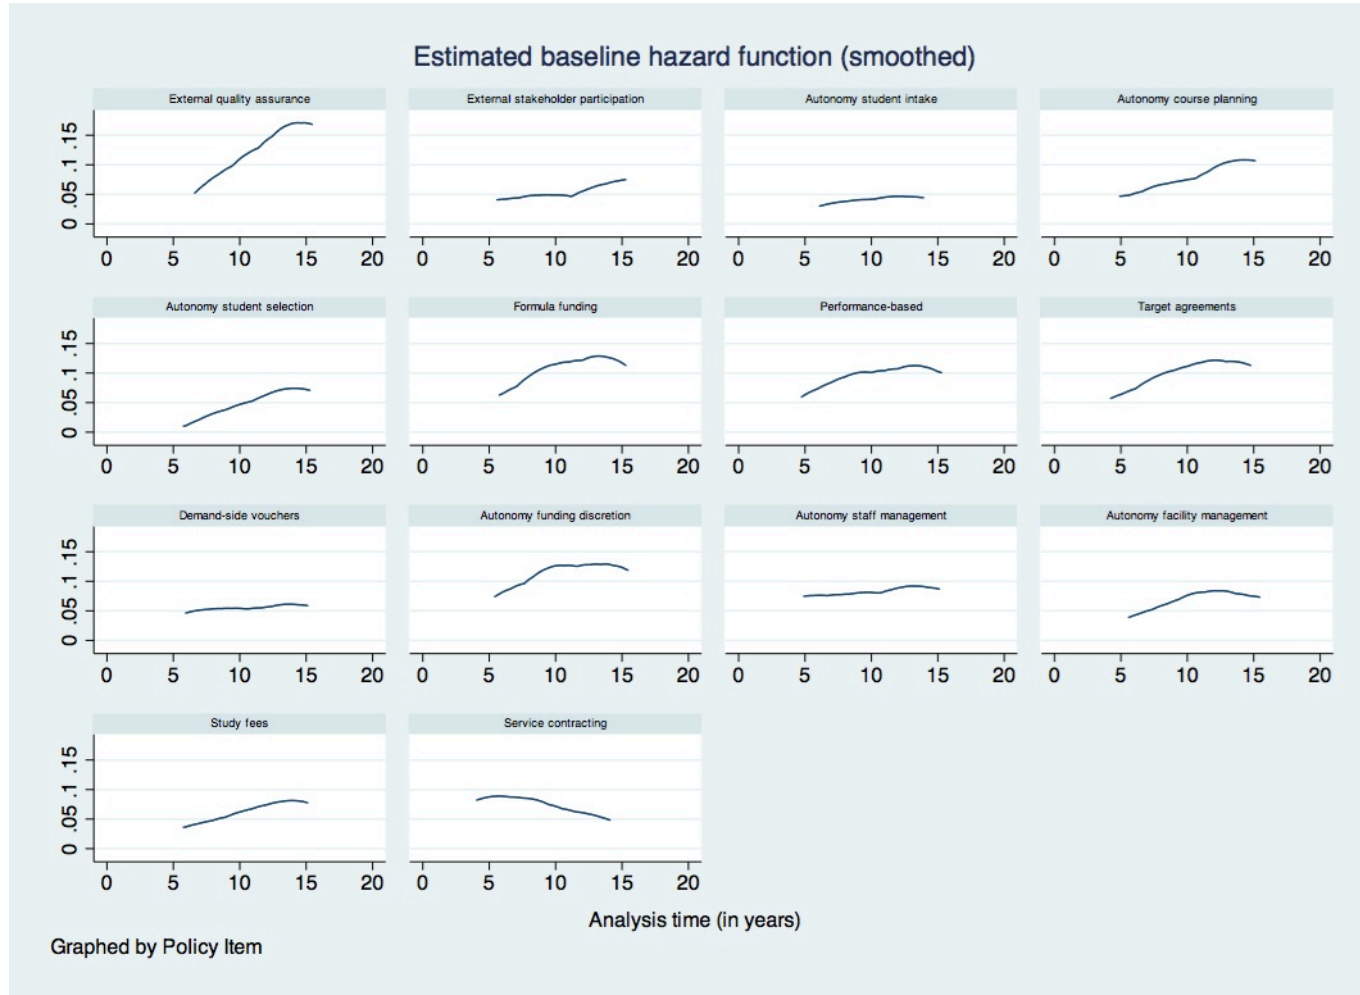 Estimated baseline hazard function (smoothed)
External quality assurance External stakeholder participation Autonomy student intake Autonomy course planning
.15
.1
.05
0
0 5 10 15 20 0 5 10 15 20 0 5 10 15 20 0 5 10 15 20
Autonomy student selection Formula funding Performance-based Target agreements
.15
.1
.05
0
0 5 10 15 20 0 5 10 15 20 0 5 10 15 20 0 5 10 15 20
Demand-side vouchers Autonomy funding discretion Autonomy staff management Autonomy facility management
.15
.1
.05
0
0 5 10 15 20 0 5 10 15 20 0 5 10 15 20 0 5 10 15 20
Study fees Service contracting
.15
.1
.05
0
0 5 10 15 20 0 5 10 15 20
Analysis time (in years)
Graphed by Policy Item